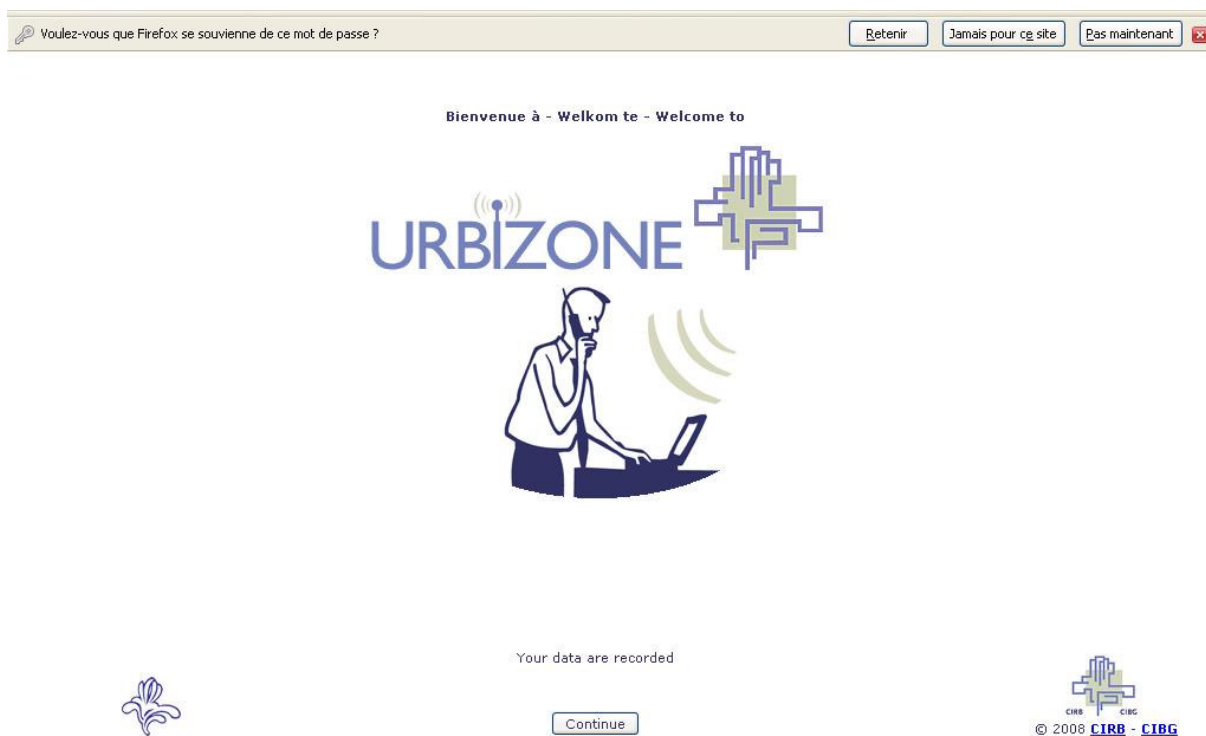 Voulez-vous que Firefox se souvienne de ce mot de passe ? Retenir Jamais pour ce site Pas maintenant
Bienvenue à - Welkom te - Welcome to
URBIZONE
Your data are recorded
Continue
CIRB CIBG
© 2008 CIRB - CIBG